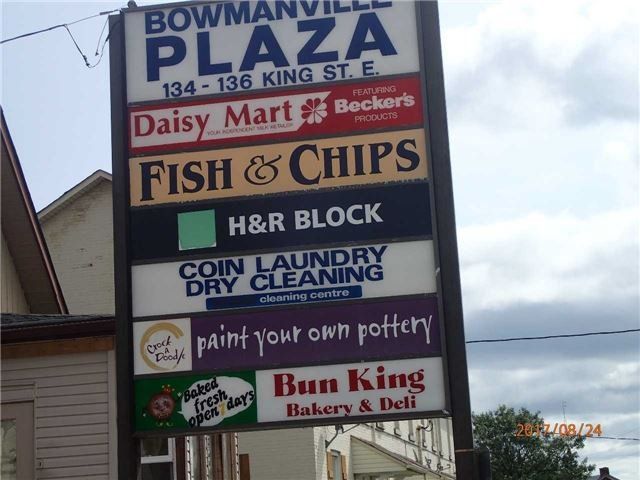 BOWMANVILLE
PLAZA
134 - 136 KING ST. E.
Daisy Mart
YOUR INDEPENDENT MILK RETAILER
FEATURING
Becker's
PRODUCTS
FISH & CHIPS
H&R BLOCK
COIN LAUNDRY
DRY CLEANING
cleaning centre
Crock
A
Doodle
paint your own pottery
Baked
fresh
open 7 days
Bun King
Bakery & Deli
2017/08/24